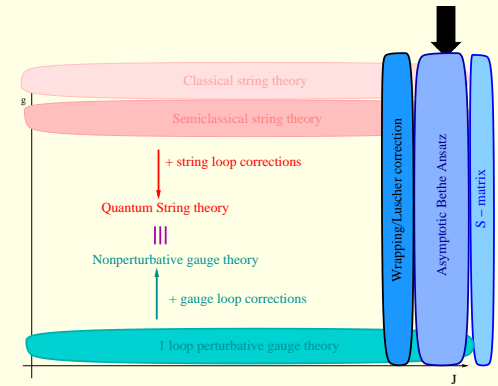 Classical string theory
g
Semiclassical string theory
+ string loop corrections
Quantum String theory
Nonperturbative gauge theory
+ gauge loop corrections
1 loop perturbative gauge theory
J
Wrapping/Luscher correction
Asymptotic Bethe Ansatz
S − matrix